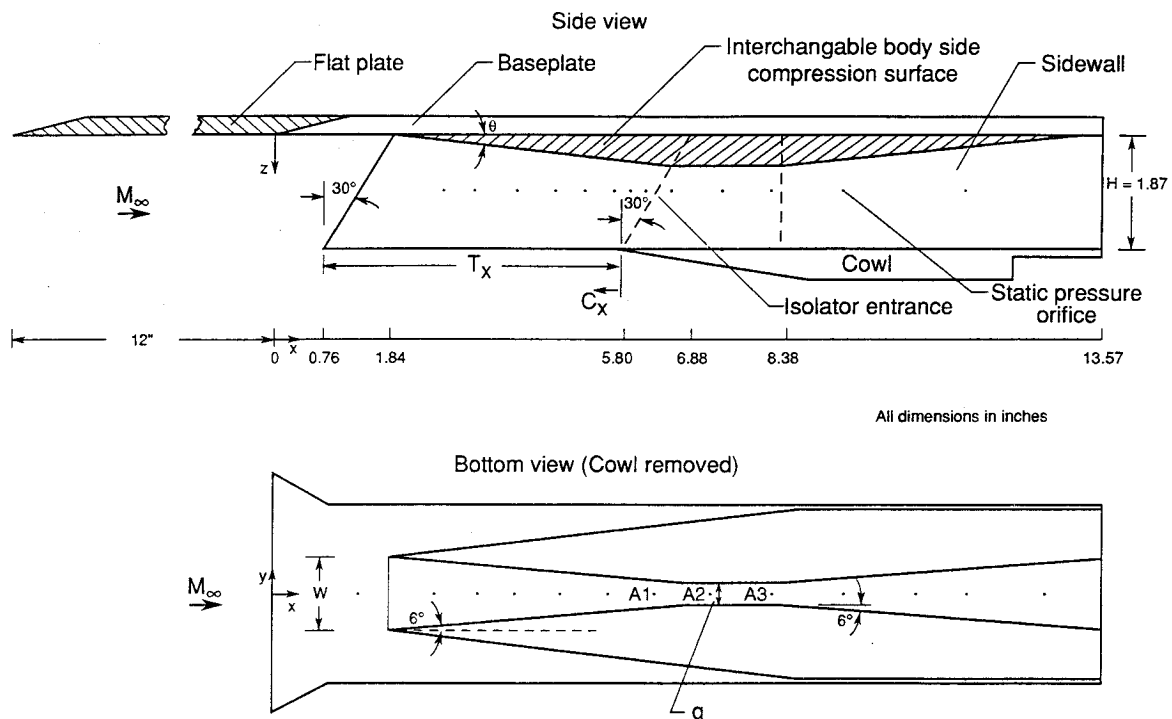 Side view
Flat plate
Baseplate
Interchangable body side
compression surface
Sidewall
θ
z
30°
30°
H = 1.87
M∞
Tx
Cx
Cowl
Isolator entrance
Static pressure
orifice
12"
x
0 0.76 1.84 5.80 6.88 8.38 13.57
All dimensions in inches
Bottom view (Cowl removed)
M∞
y
x
W
6°
A1 A2 A3
6°
g